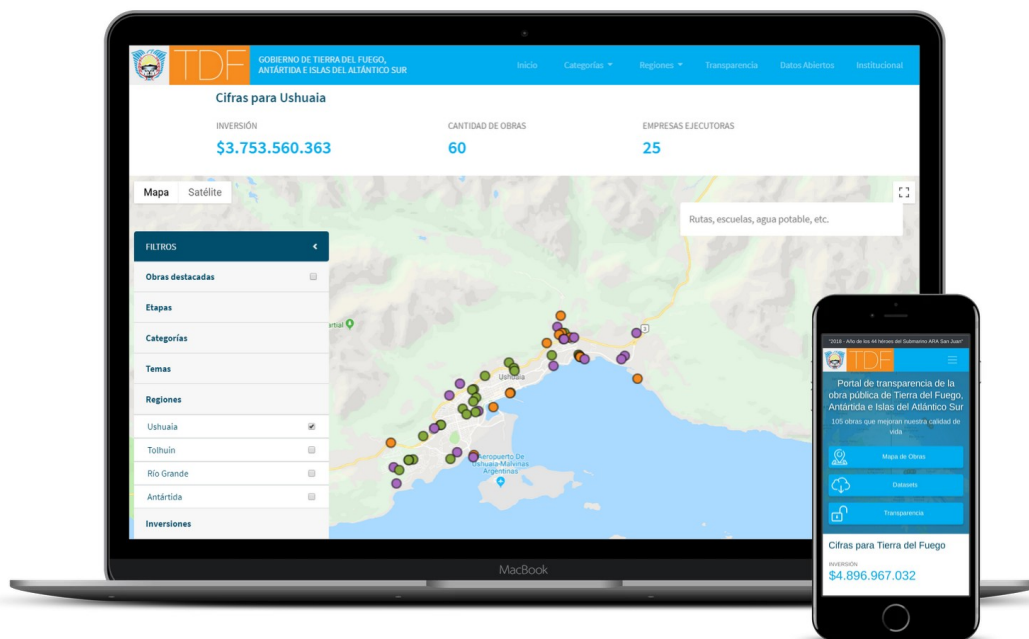 TDF
GOBIERNO DE TIERRA DEL FUEGO,
ANTÁRTIDA E ISLAS DEL ALTÁNTICO SUR
Inicio Categorías Regiones Transparencia Datos Abiertos Institucional
Cifras para Ushuaia
INVERSIÓN CANTIDAD DE OBRAS EMPRESAS EJECUTORAS
$3.753.560.363 60 25
Mapa Satélite
Rutas, escuelas, agua potable, etc.
FILTROS
Obras destacadas
Etapas
Categorías
Temas
Regiones
Ushuaia
Tolhuin
Río Grande
Antártida
Inversiones
Ushuaia
Aeropuerto De
Ushuaia-Malvinas
Argentinas
MacBook
"2018 - Año de los 44 héroes del Submarino ARA San Juan"
TDF
Portal de transparencia de la
obra pública de Tierra del Fuego,
Antártida e Islas del Atlántico Sur
105 obras que mejoran nuestra calidad de
vida
Mapa de Obras
Datasets
Transparencia
Cifras para Tierra del Fuego
INVERSIÓN
$4.896.967.032